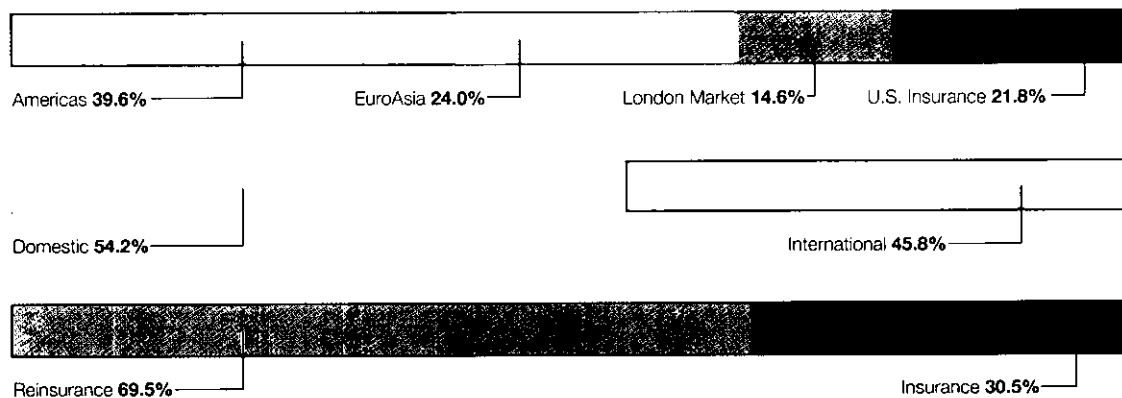 Americas 39.6% EuroAsia 24.0% London Market 14.6% U.S. Insurance 21.8%
Domestic 54.2% International 45.8%
Reinsurance 69.5% Insurance 30.5%